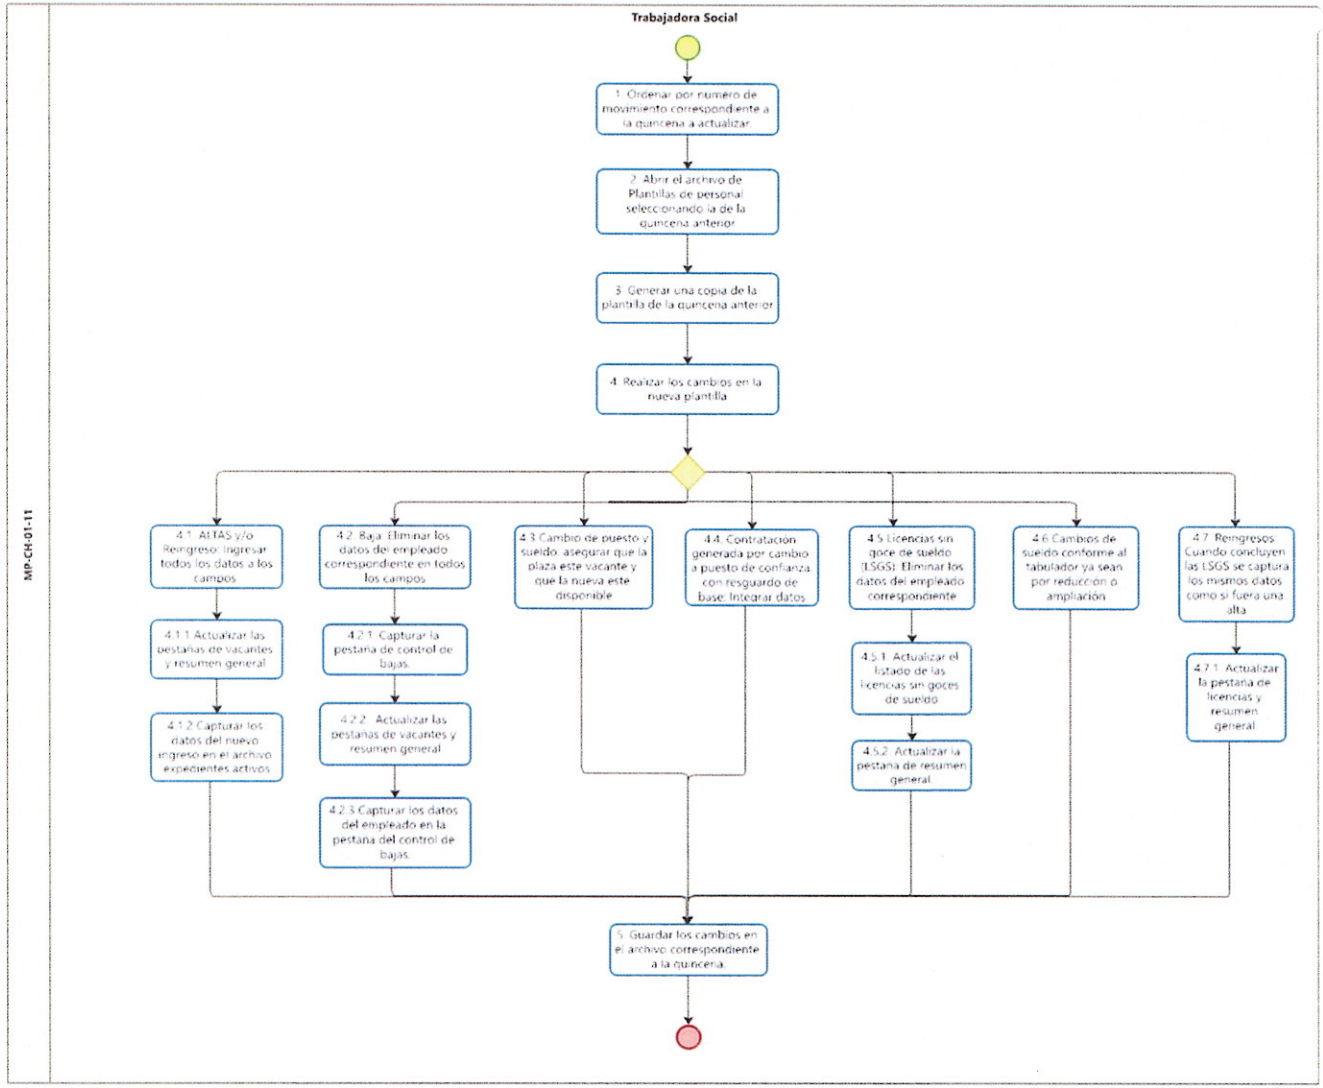 Trabajadora Social
MP-CH-01-11
1. Ordenar por numero de
movimiento correspondiente a
la quincena a actualizar.
2. Abrir el archivo de
Plantillas de personal
seleccionando la de la
quincena anterior
3. Generar una copia de la
plantilla de la quincena anterior
4. Realizar los cambios en la
nueva plantilla
4.1. ALTAS y/o
Reingreso: Ingresar
todos los datos a los
campos
4.1.1 Actualizar las
pestañas de vacantes
y resumen general
4.1.2 Capturar los
datos del nuevo
ingreso en el archivo
expedientes activos
4.2. Baja: Eliminar los
datos del empleado
correspondiente en todos
los campos
4.2.1. Capturar la
pestaña de control de
bajas.
4.2.2. Actualizar las
pestañas de vacantes y
resumen general
4.2.3 Capturar los datos
del empleado en la
pestaña del control de
bajas.
4.3 Cambio de puesto y
sueldo: asegurar que la
plaza este vacante y
que la nueva este
disponible
4.4. Contratación
generada por cambio
a puesto de confianza
con resguardo de
base: Integrar datos
4.5 Licencias sin
goce de sueldo
(LSGS): Eliminar los
datos del empleado
correspondiente
4.5.1. Actualizar el
listado de las
licencias sin goces
de sueldo
4.5.2. Actualizar la
pestaña de resumen
general.
4.6 Cambios de
sueldo conforme al
tabulador ya sean
por reducción o
ampliación
4.7. Reingresos:
Cuando concluyen
las LSGS se captura
los mismos datos
como si fuera una
alta
4.7.1. Actualizar
la pestaña de
licencias y
resumen
general.
5. Guardar los cambios en
el archivo correspondiente
a la quincena.